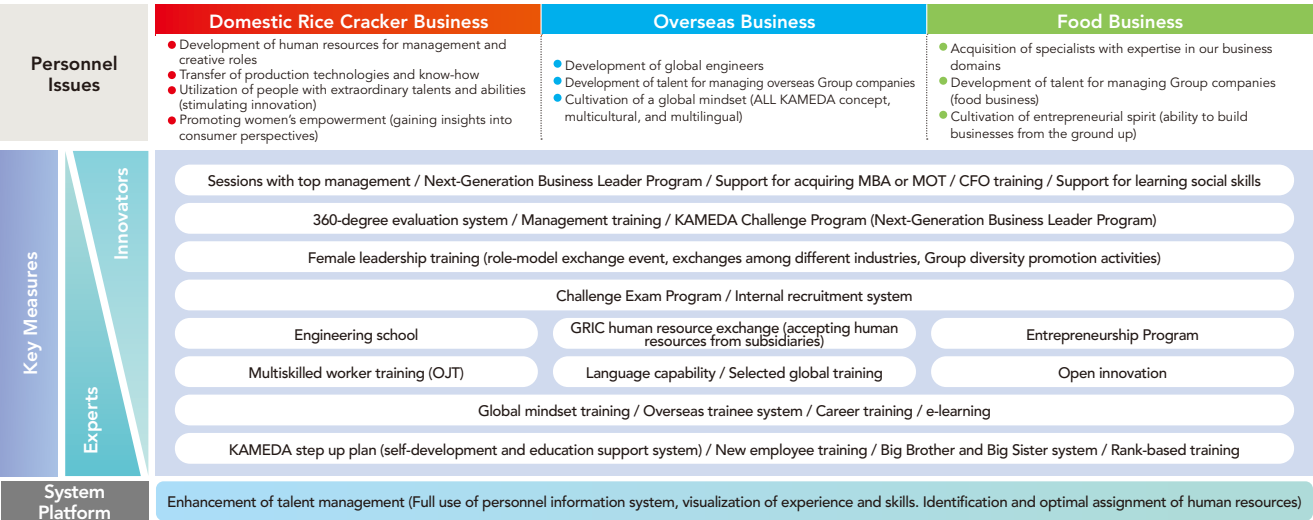 Personnel
Issues
Domestic Rice Cracker Business
● Development of human resources for management and
creative roles
● Transfer of production technologies and know-how
● Utilization of people with extraordinary talents and abilities
(stimulating innovation)
● Promoting women's empowerment (gaining insights into
consumer perspectives)
Overseas Business
● Development of global engineers
● Development of talent for managing overseas Group companies
● Cultivation of a global mindset (ALL KAMEDA concept,
multicultural, and multilingual)
Food Business
● Acquisition of specialists with expertise in our business
domains
● Development of talent for managing Group companies
(food business)
● Cultivation of entrepreneurial spirit (ability to build
businesses from the ground up)
Key Measures
Innovators
Experts
Sessions with top management / Next-Generation Business Leader Program / Support for acquiring MBA or MOT / CFO training / Support for learning social skills
360-degree evaluation system / Management training / KAMEDA Challenge Program (Next-Generation Business Leader Program)
Female leadership training (role-model exchange event, exchanges among different industries, Group diversity promotion activities)
Challenge Exam Program / Internal recruitment system
Engineering school
GRIC human resource exchange (accepting human
resources from subsidiaries)
Entrepreneurship Program
Multiskilled worker training (OJT)
Language capability / Selected global training
Open innovation
Global mindset training / Overseas trainee system / Career training / e-learning
KAMEDA step up plan (self-development and education support system) / New employee training / Big Brother and Big Sister system / Rank-based training
System
Platform
Enhancement of talent management (Full use of personnel information system, visualization of experience and skills. Identification and optimal assignment of human resources)